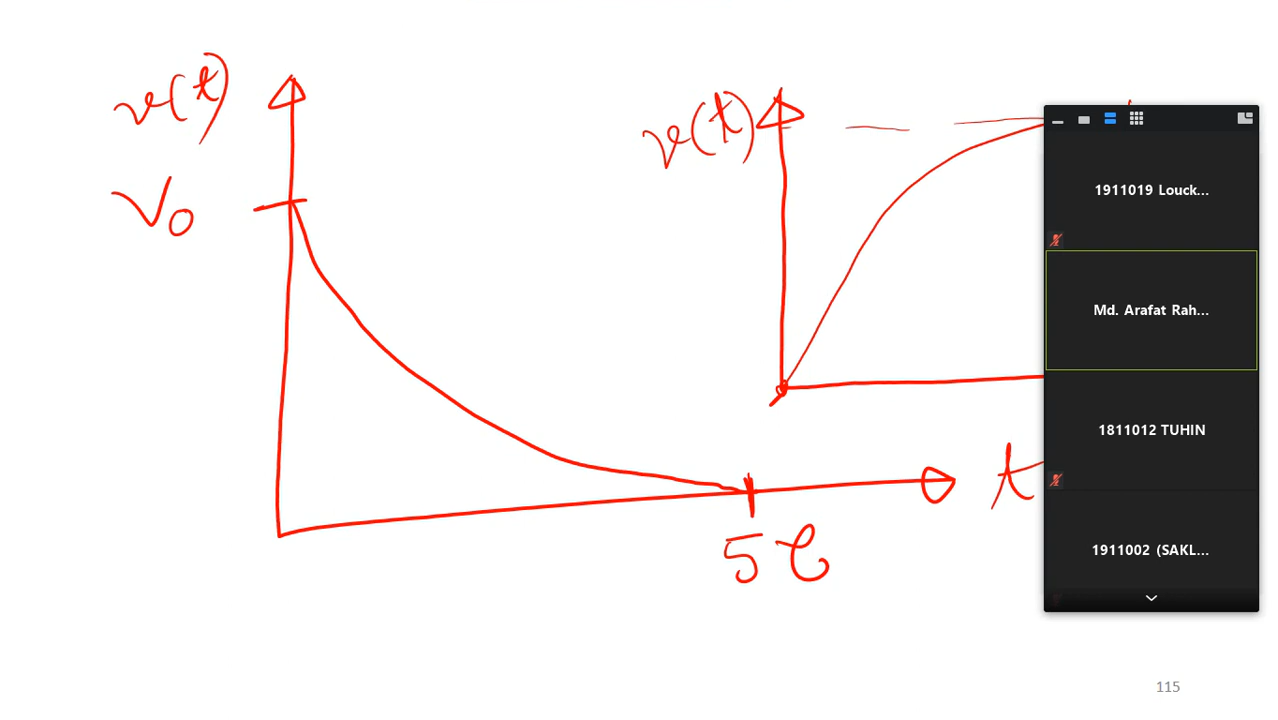 v(t)
V₀
5τ
t
v(t)
1911019 Louck...
Md. Arafat Rah...
1811012 TUHIN
1911002 (SAKL...
115